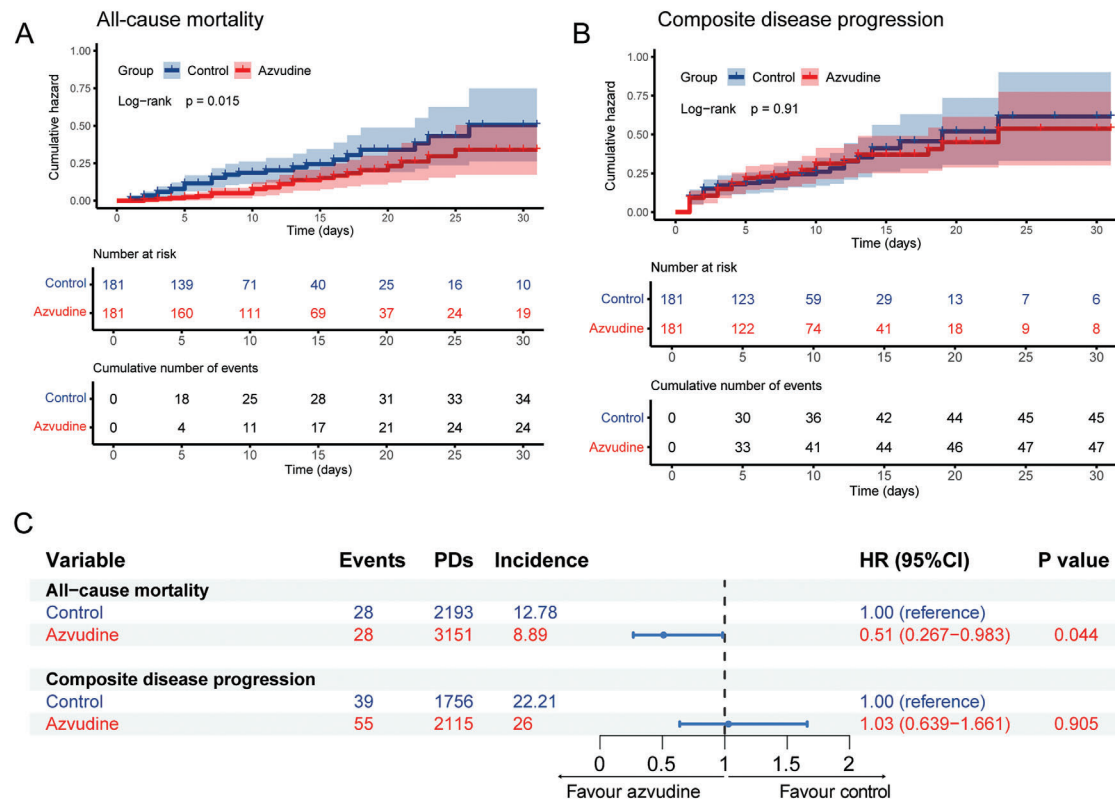 A
All−cause mortality
1.00
0.75
0.50
0.25
0.00
Cumulative hazard
Group Control Azvudine
Log−rank p = 0.015
0 5 10 15 20 25 30
Time (days)
Number at risk
Control 181 139 71 40 25 16 10
Azvudine 181 160 111 69 37 24 19
0 5 10 15 20 25 30
Cumulative number of events
Control 0 18 25 28 31 33 34
Azvudine 0 4 11 17 21 24 24
0 5 10 15 20 25 30
Time (days)
B
Composite disease progression
1.00
0.75
0.50
0.25
0.00
Cumulative hazard
Group Control Azvudine
Log−rank p = 0.91
0 5 10 15 20 25 30
Time (days)
Number at risk
Control 181 123 59 29 13 7 6
Azvudine 181 122 74 41 18 9 8
0 5 10 15 20 25 30
Cumulative number of events
Control 0 30 36 42 44 45 45
Azvudine 0 33 41 44 46 47 47
0 5 10 15 20 25 30
Time (days)
C
Variable Events PDs Incidence HR (95%CI) P value
All−cause mortality
Control 28 2193 12.78 1.00 (reference)
Azvudine 28 3151 8.89 0.51 (0.267−0.983) 0.044
Composite disease progression
Control 39 1756 22.21 1.00 (reference)
Azvudine 55 2115 26 1.03 (0.639−1.661) 0.905
0 0.5 1 1.5 2
Favour azvudine Favour control